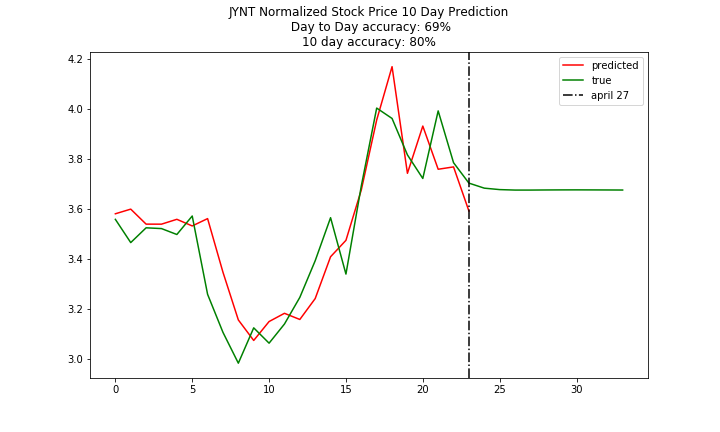 JYNT Normalized Stock Price 10 Day Prediction
Day to Day accuracy: 69%
10 day accuracy: 80%
predicted
true
april 27
4.2
4.0
3.8
3.6
3.4
3.2
3.0
0 5 10 15 20 25 30